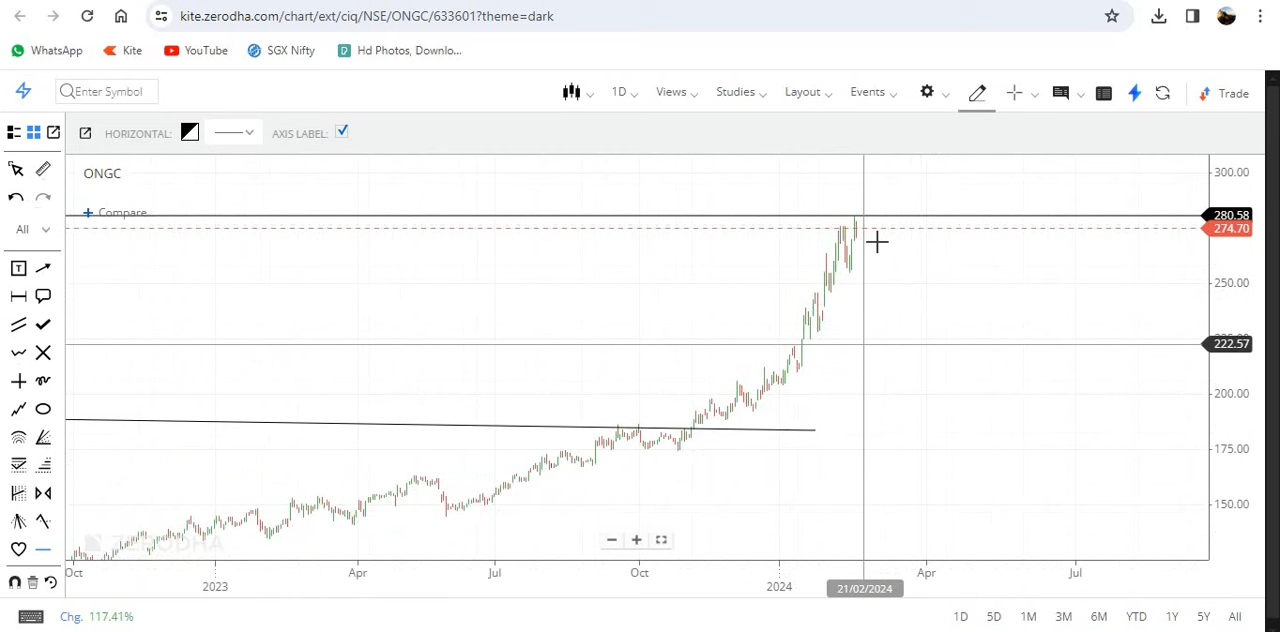 kite.zerodha.com/chart/ext/ciq/NSE/ONGC/633601?theme=dark
WhatsApp Kite YouTube SGX Nifty Hd Photos, Downlo...
Enter Symbol 1D Views Studies Layout Events Trade
HORIZONTAL: AXIS LABEL:
ONGC
Compare
All
T
300.00
280.58
274.70
250.00
222.57
200.00
175.00
150.00
ZERODHA
Oct Apr Jul Oct Apr Jul
2023 2024 21/02/2024
Chg. 117.41% 1D 5D 1M 3M 6M YTD 1Y 5Y All